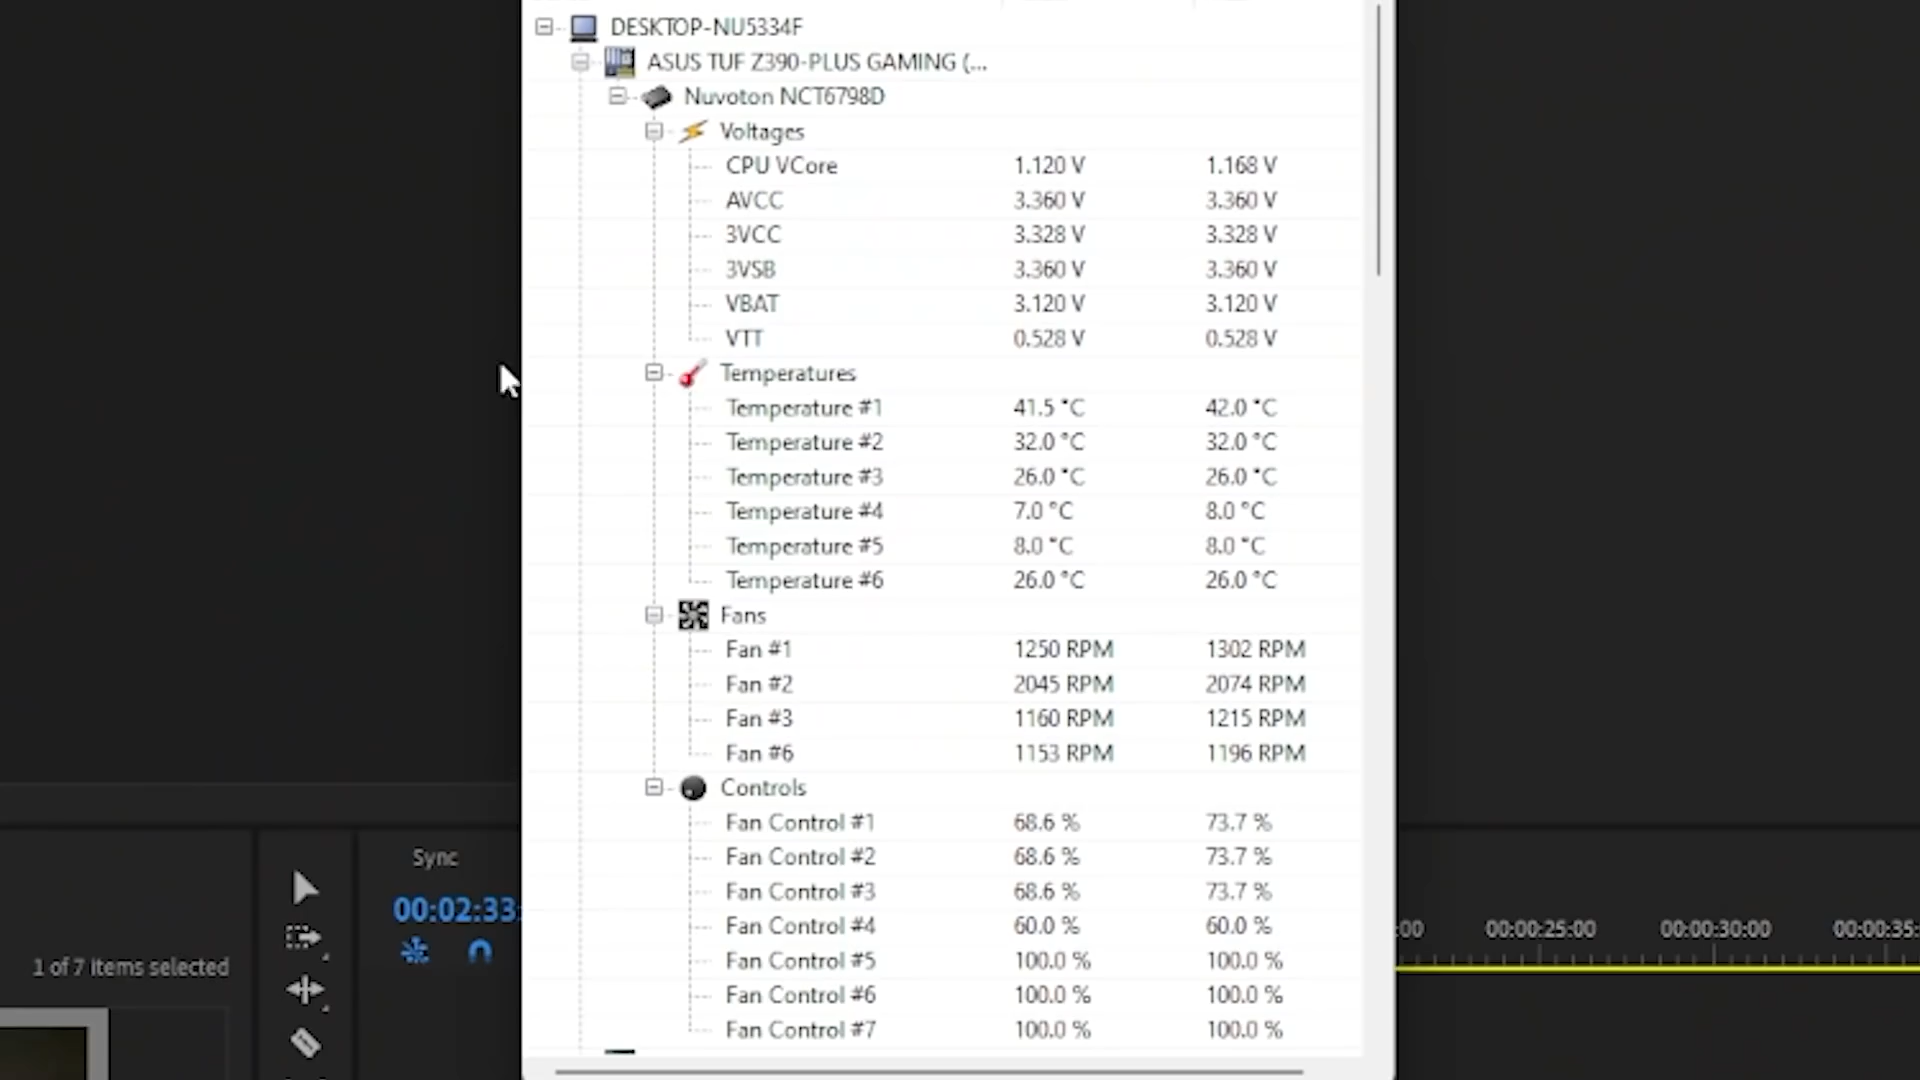 DESKTOP-NU5334F
ASUS TUF Z390-PLUS GAMING (...
Nuvoton NCT6798D
Voltages
CPU VCore 1.120 V 1.168 V
AVCC 3.360 V 3.360 V
3VCC 3.328 V 3.328 V
3VSB 3.360 V 3.360 V
VBAT 3.120 V 3.120 V
VTT 0.528 V 0.528 V
Temperatures
Temperature #1 41.5 °C 42.0 °C
Temperature #2 32.0 °C 32.0 °C
Temperature #3 26.0 °C 26.0 °C
Temperature #4 7.0 °C 8.0 °C
Temperature #5 8.0 °C 8.0 °C
Temperature #6 26.0 °C 26.0 °C
Fans
Fan #1 1250 RPM 1302 RPM
Fan #2 2045 RPM 2074 RPM
Fan #3 1160 RPM 1215 RPM
Fan #6 1153 RPM 1196 RPM
Controls
Fan Control #1 68.6 % 73.7 %
Fan Control #2 68.6 % 73.7 %
Fan Control #3 68.6 % 73.7 %
Fan Control #4 60.0 % 60.0 %
Fan Control #5 100.0 % 100.0 %
Fan Control #6 100.0 % 100.0 %
Fan Control #7 100.0 % 100.0 %
Sync
00:02:33:
1 of 7 items selected
:00 00:00:25:00 00:00:30:00 00:00:35: